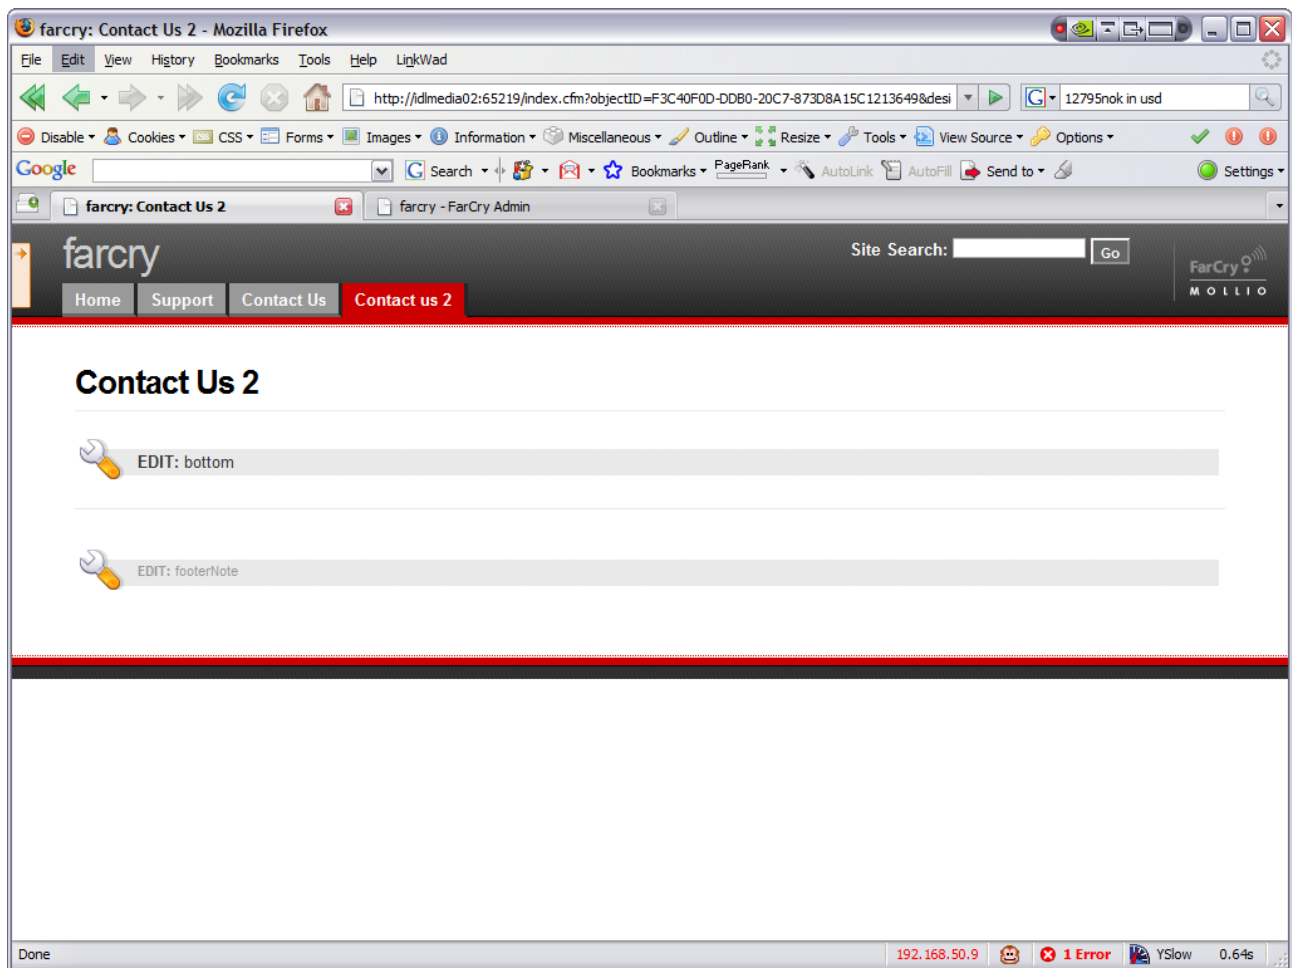 farcry: Contact Us 2 - Mozilla Firefox
File Edit View History Bookmarks Tools Help LinkWad
http://idlmedia02:65219/index.cfm?objectID=F3C40F0D-DDB0-20C7-873D8A15C1213649&desi G 12795nok in usd
Disable Cookies CSS CSS Forms Images Information Miscellaneous Outline Resize Tools View Source Options
Google G Search Bookmarks PageRank AutoLink AutoFill Send to Settings
farcry: Contact Us 2 farcry - FarCry Admin
farcry Site Search: Go
FarCry
MOLLIO
Home Support Contact Us Contact us 2
Contact Us 2
EDIT: bottom
EDIT: footerNote
Done 192.168.50.9 1 Error YSlow 0.64s